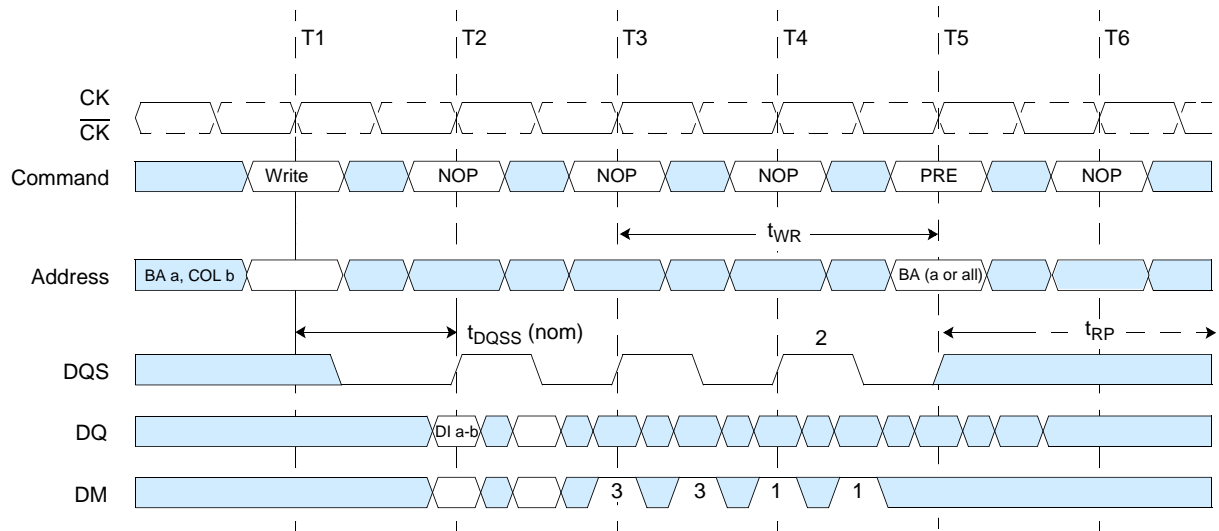 T1 T2 T3 T4 T5 T6
CK
CK
Command Write NOP NOP NOP PRE NOP
tWR
Address BA a, COL b BA (a or all)
tDQSS (nom) tRP
2
DQS
DQ DI a-b
DM 3 3 1 1